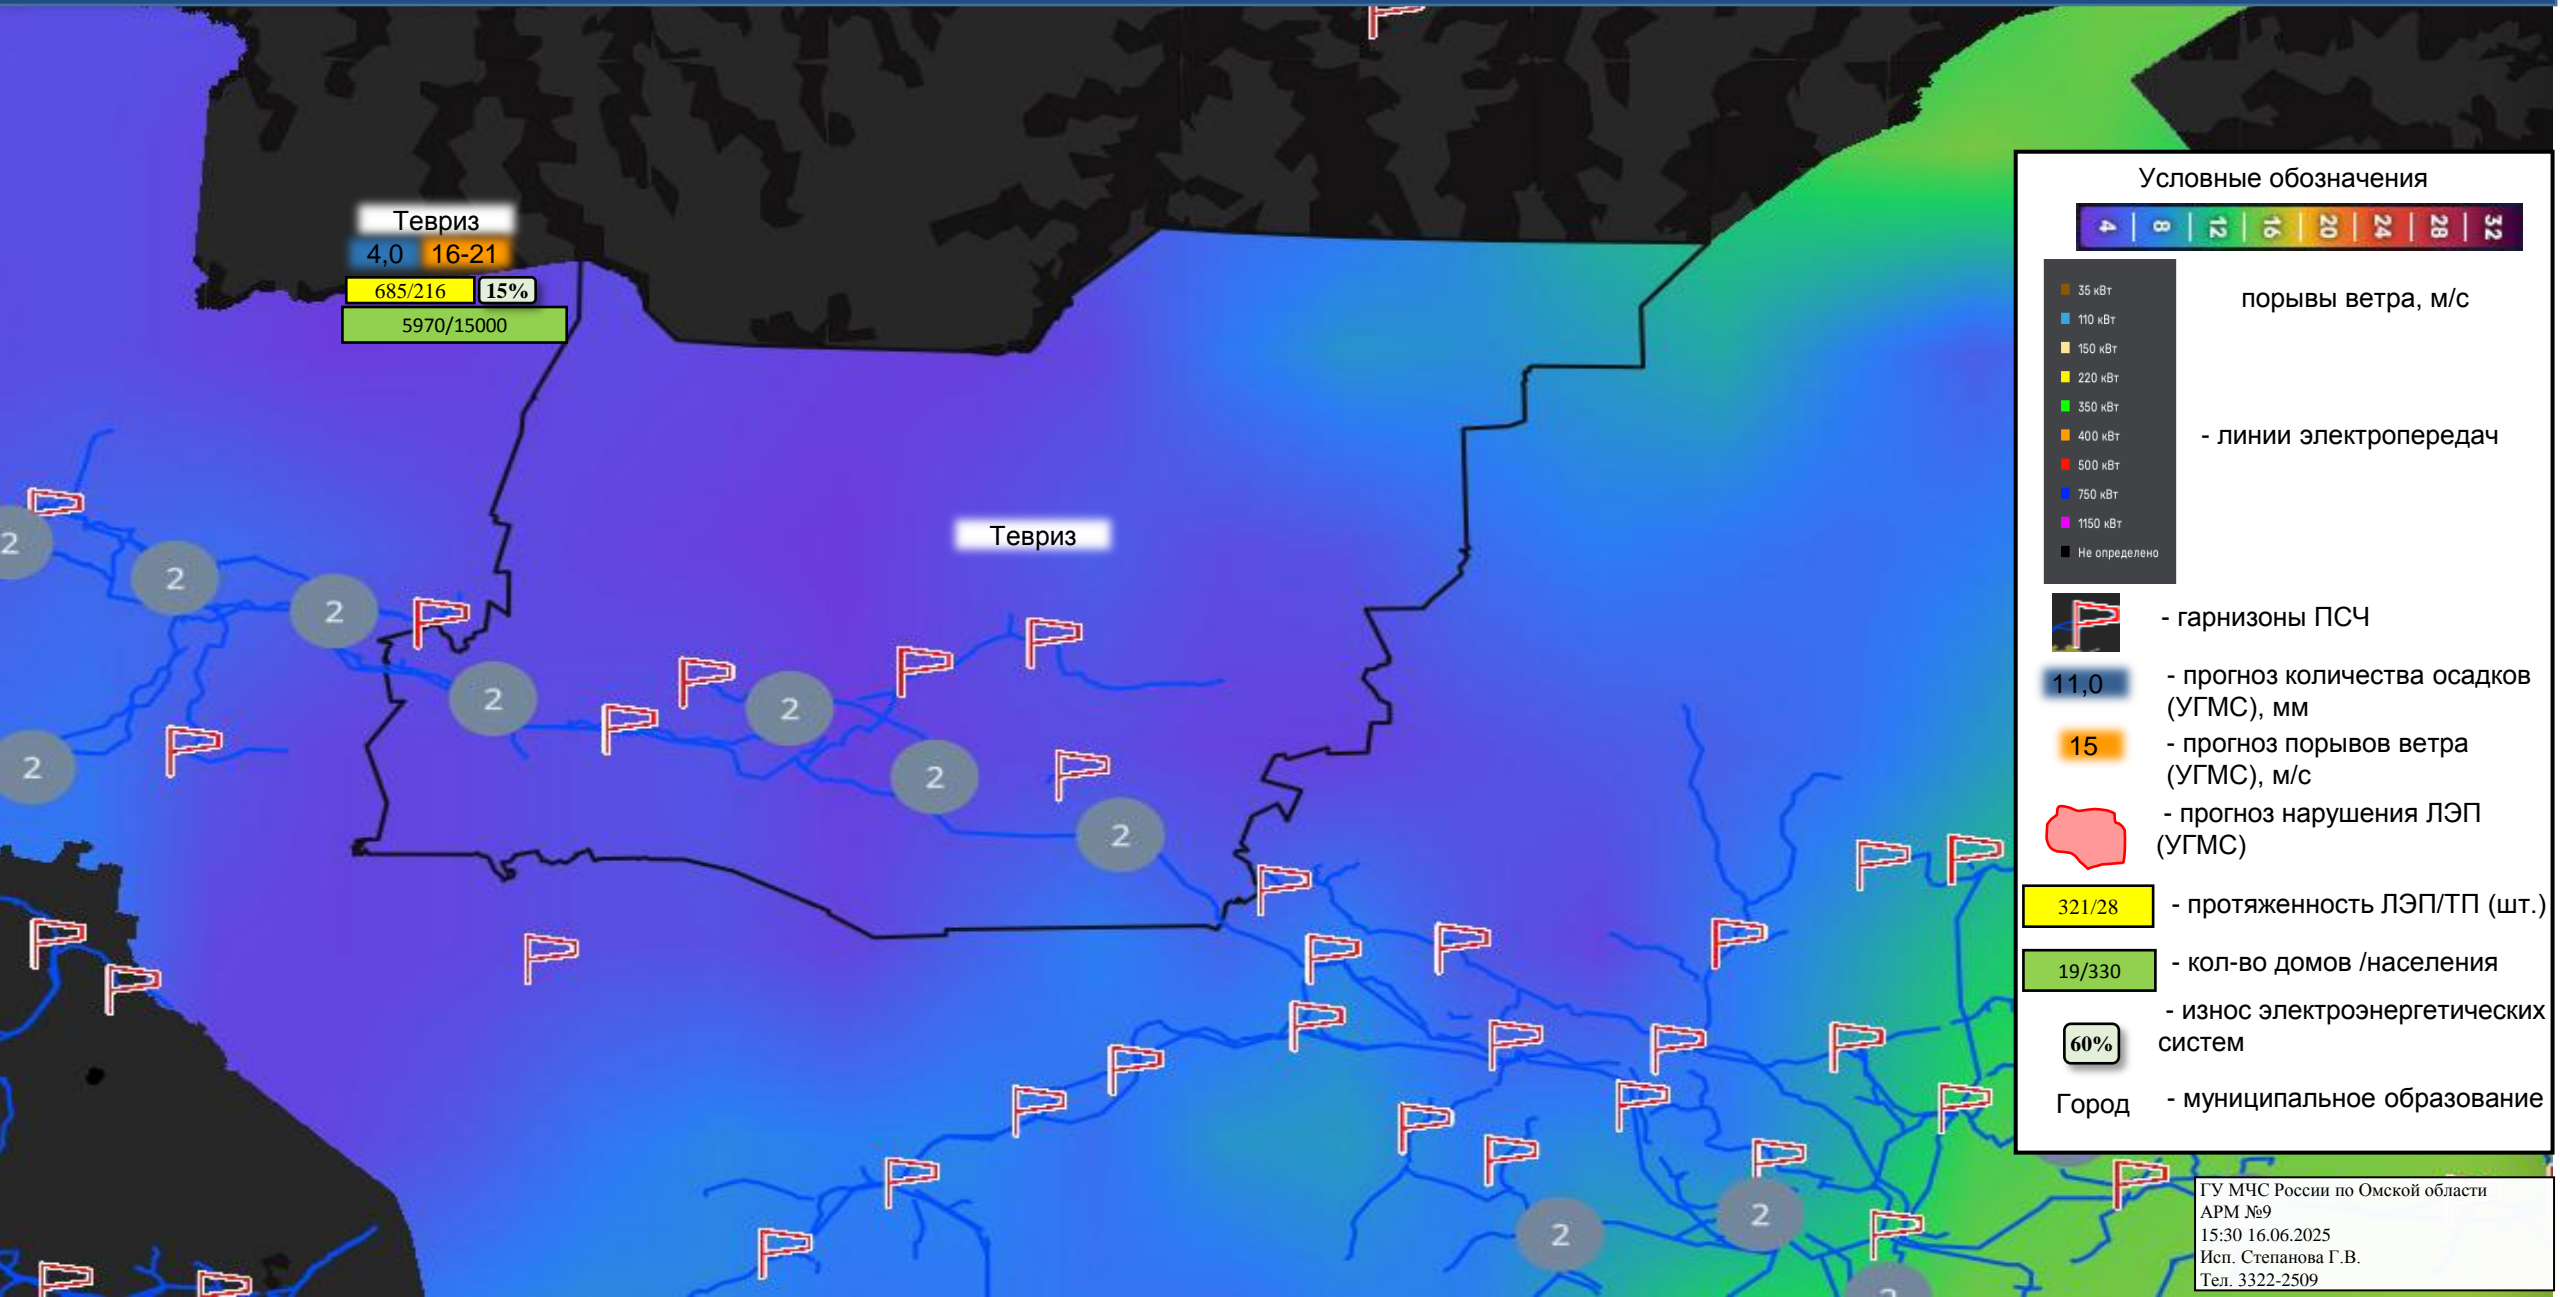 Тевриз
4,0 16-21
685/216 15%
5970/15000
Тевриз
2
2
2
2
2
2
2
2
2
2
2
Условные обозначения
4 8 12 16 20 24 28 32
порывы ветра, м/с
35 кВт
110 кВт
150 кВт
220 кВт
350 кВт
400 кВт
500 кВт
750 кВт
1150 кВт
Не определено
- линии электропередач
- гарнизоны ПСЧ
11,0 - прогноз количества осадков
(УГМС), мм
15 - прогноз порывов ветра
(УГМС), м/с
- прогноз нарушения ЛЭП
(УГМС)
321/28 - протяженность ЛЭП/ТП (шт.)
19/330 - кол-во домов /населения
- износ электроэнергетических
60% систем
Город - муниципальное образование
ГУ МЧС России по Омской области
АРМ №9
15:30 16.06.2025
Исп. Степанова Г.В.
Тел. 3322-2509